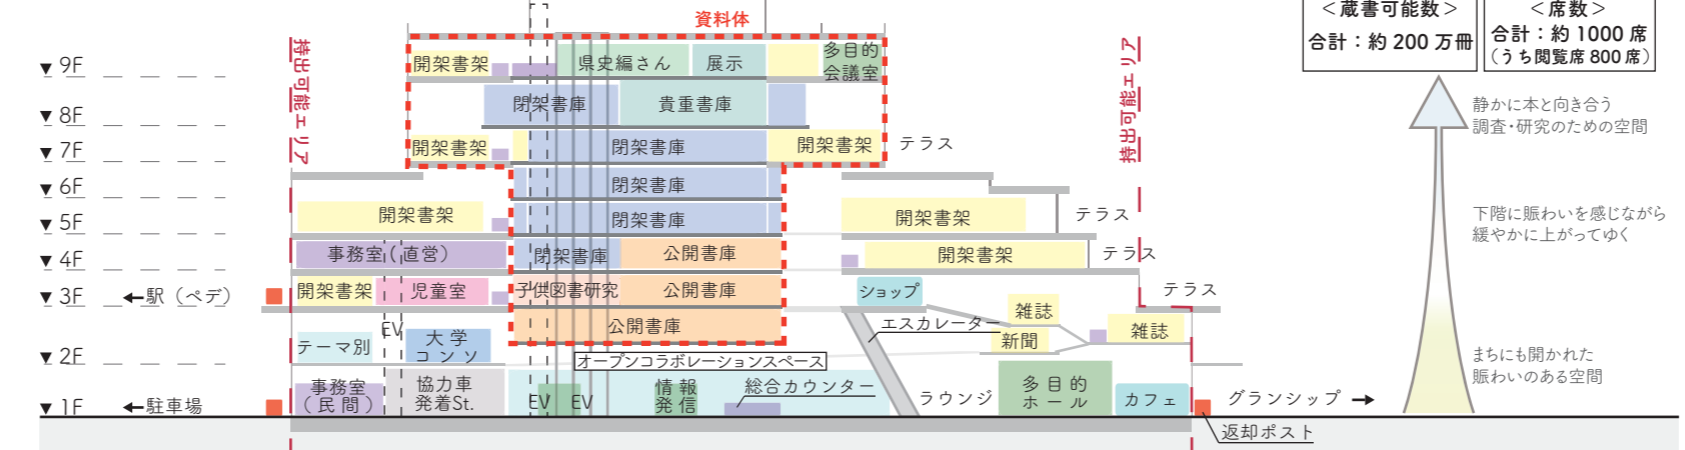 資料体
<蔵書可能数>
合計：約 200 万冊
<席数>
合計：約 1000 席
(うち閲覧席 800 席)
持出可能エリア
持出可能エリア
▼ 9F
開架書架
県史編さん
展示
多目的
会議室
▼ 8F
閉架書庫
貴重書庫
▼ 7F
開架書架
閉架書庫
開架書架
テラス
静かに本と向き合う
調査・研究のための空間
▼ 6F
閉架書庫
▼ 5F
開架書架
閉架書庫
開架書架
テラス
下階に賑わいを感じながら
緩やかに上がってゆく
▼ 4F
事務室(直営)
閉架書庫
公開書庫
開架書架
テラス
▼ 3F
←駅（ペデ）
開架書架
児童室
子供図書研究
公開書庫
ショップ
テラス
EV
公開書庫
エスカレーター
雑誌
雑誌
新聞
▼ 2F
テーマ別
大学
コンソ
オープンコラボレーションスペース
まちにも開かれた
賑わいのある空間
▼ 1F
←駐車場
事務室
（民間）
協力車
発着St.
EV
EV
情報
発信
総合カウンター
ラウンジ
多目的
ホール
カフェ
グランシップ →
返却ポスト